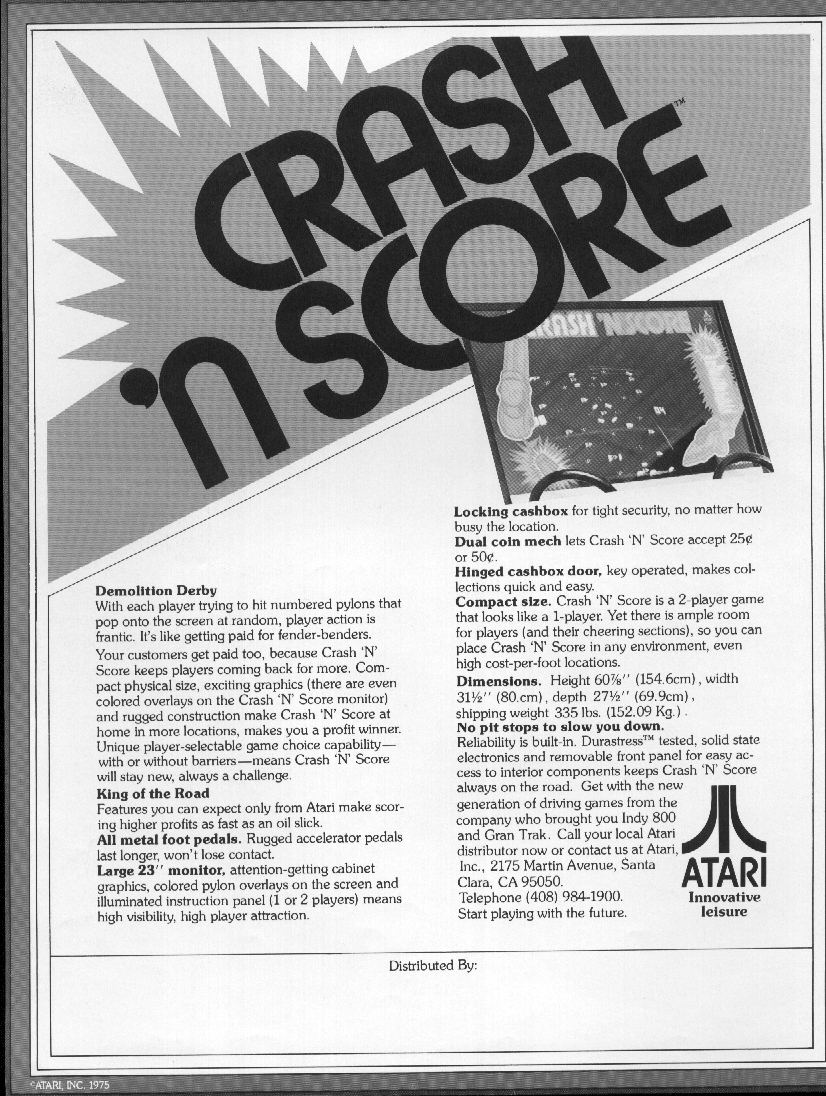 CRASH
'N SCORE™
CRASH 'N SCORE
Demolition Derby
With each player trying to hit numbered pylons that
pop onto the screen at random, player action is
frantic. It's like getting paid for fender-benders.
Your customers get paid too, because Crash 'N'
Score keeps players coming back for more. Com-
pact physical size, exciting graphics (there are even
colored overlays on the Crash 'N' Score monitor)
and rugged construction make Crash 'N' Score at
home in more locations, makes you a profit winner.
Unique player-selectable game choice capability—
with or without barriers—means Crash 'N' Score
will stay new, always a challenge.
King of the Road
Features you can expect only from Atari make scor-
ing higher profits as fast as an oil slick.
All metal foot pedals. Rugged accelerator pedals
last longer, won't lose contact.
Large 23'' monitor, attention-getting cabinet
graphics, colored pylon overlays on the screen and
illuminated instruction panel (1 or 2 players) means
high visibility, high player attraction.
Locking cashbox for tight security, no matter how
busy the location.
Dual coin mech lets Crash 'N' Score accept 25¢
or 50¢.
Hinged cashbox door, key operated, makes col-
lections quick and easy.
Compact size. Crash 'N' Score is a 2-player game
that looks like a 1-player. Yet there is ample room
for players (and their cheering sections), so you can
place Crash 'N' Score in any environment, even
high cost-per-foot locations.
Dimensions. Height 60⅞'' (154.6cm), width
31½'' (80.cm), depth 27½'' (69.9cm),
shipping weight 335 lbs. (152.09 Kg.).
No pit stops to slow you down.
Reliability is built-in. Durastress™ tested, solid state
electronics and removable front panel for easy ac-
cess to interior components keeps Crash 'N' Score
always on the road. Get with the new
generation of driving games from the
company who brought you Indy 800
and Gran Trak. Call your local Atari
distributor now or contact us at Atari,
Inc., 2175 Martin Avenue, Santa
Clara, CA 95050.
Telephone (408) 984-1900.
Start playing with the future.
ATARI
Innovative
leisure
Distributed By:
©ATARI, INC. 1975